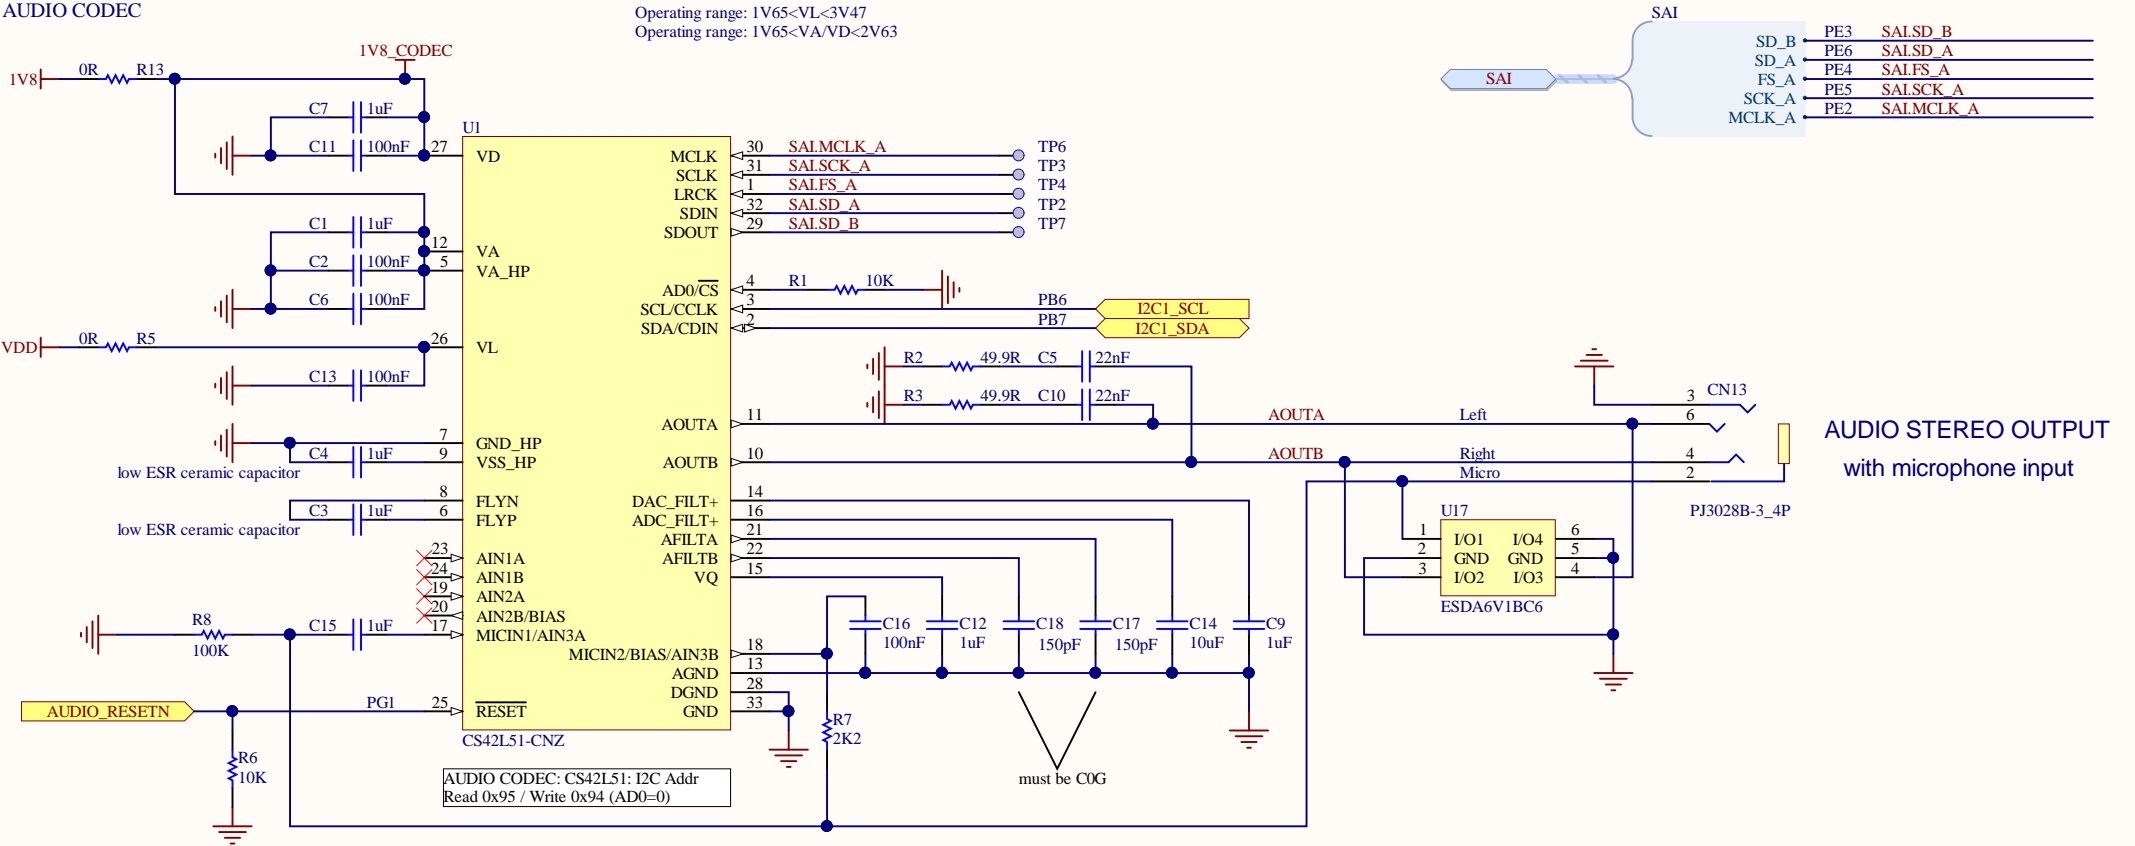 AUDIO CODEC
Operating range: 1V65<VL<3V47
Operating range: 1V65<VA/VD<2V63
SAI
SAI
SD_B PE3 SAI.SD_B
SD_A PE6 SAI.SD_A
FS_A PE4 SAI.FS_A
SCK_A PE5 SAI.SCK_A
MCLK_A PE2 SAI.MCLK_A
1V8_CODEC
1V8 0R R13
C7 1uF
C11 100nF 27 VD
C1 1uF
12 VA
C2 100nF 5 VA_HP
C6 100nF
VDD 0R R5 26 VL
C13 100nF
7 GND_HP
C4 1uF 9 VSS_HP
low ESR ceramic capacitor
8 FLYN
C3 1uF 6 FLYP
low ESR ceramic capacitor
23 AIN1A
24 AIN1B
19 AIN2A
20 AIN2B/BIAS
R8 100K C15 1uF 17 MICIN1/AIN3A
AUDIO_RESETN PG1 25 RESET
R6
10K
U1
MCLK 30 SAI.MCLK_A TP6
SCLK 31 SAI.SCK_A TP3
LRCK 1 SAI.FS_A TP4
SDIN 32 SAI.SD_A TP2
SDOUT 29 SAI.SD_B TP7
AD0/CS 4 R1 10K
SCL/CCLK 3 PB6 I2C1_SCL
SDA/CDIN 2 PB7 I2C1_SDA
R2 49.9R C5 22nF
R3 49.9R C10 22nF
AOUTA 11 AOUTA Left 6
AOUTB 10 AOUTB Right 4
Micro 2
3 CN13
PJ3028B-3_4P
AUDIO STEREO OUTPUT
with microphone input
DAC_FILT+ 14
ADC_FILT+ 16
AFILTA 21
AFILTB 22
VQ 15
MICIN2/BIAS/AIN3B 18
AGND 13
DGND 28
GND 33
CS42L51-CNZ
C16 100nF
C12 1uF
C18 150pF
C17 150pF
C14 10uF
C9 1uF
R7
2K2
must be C0G
U17
1 I/O1 I/O4 6
2 GND GND 5
3 I/O2 I/O3 4
ESDA6V1BC6
AUDIO CODEC: CS42L51: I2C Addr
Read 0x95 / Write 0x94 (AD0=0)